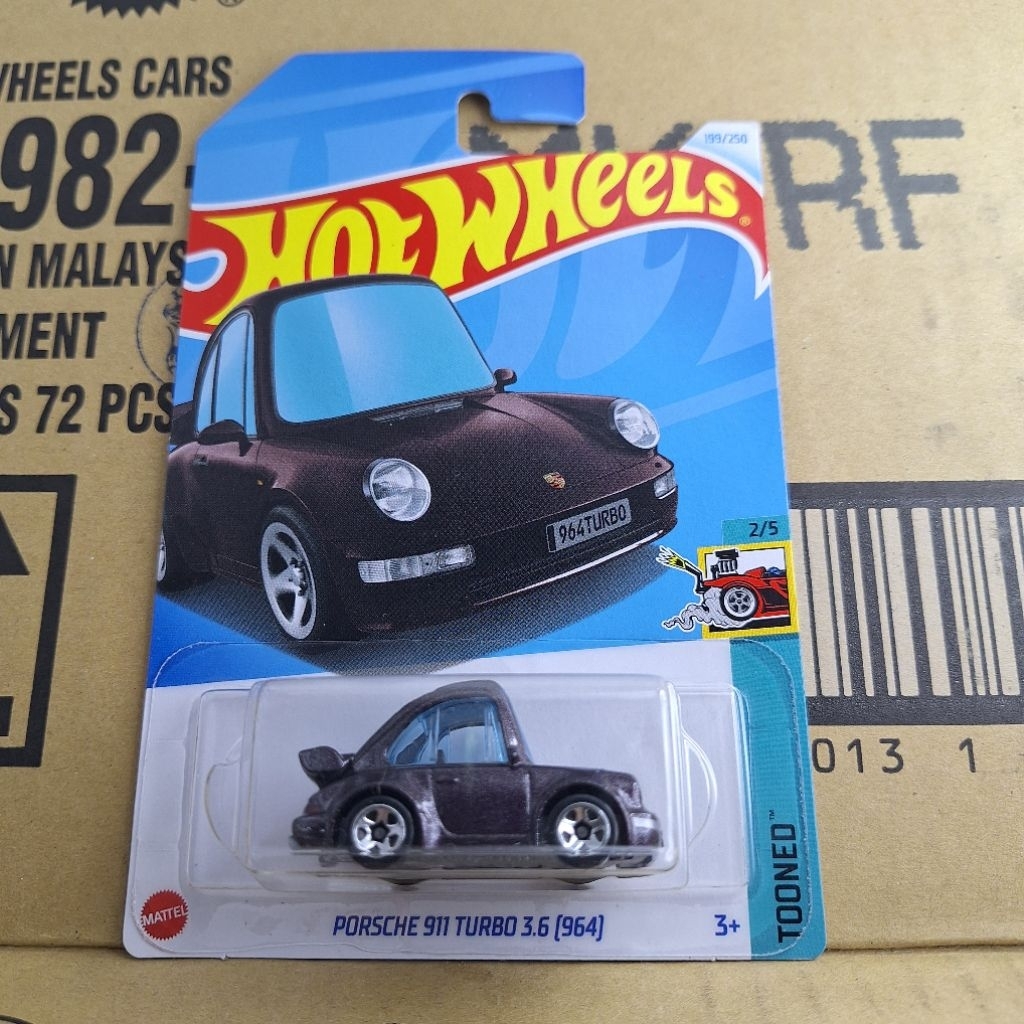 WHEELS CARS
982-
N MALAYS
MENT
S 72 PCS
RF
199/250
HOT WHEELS®
964TURBO
2/5
PORSCHE 911 TURBO 3.6 (964)
3+
TOONED™
MATTEL
013 1